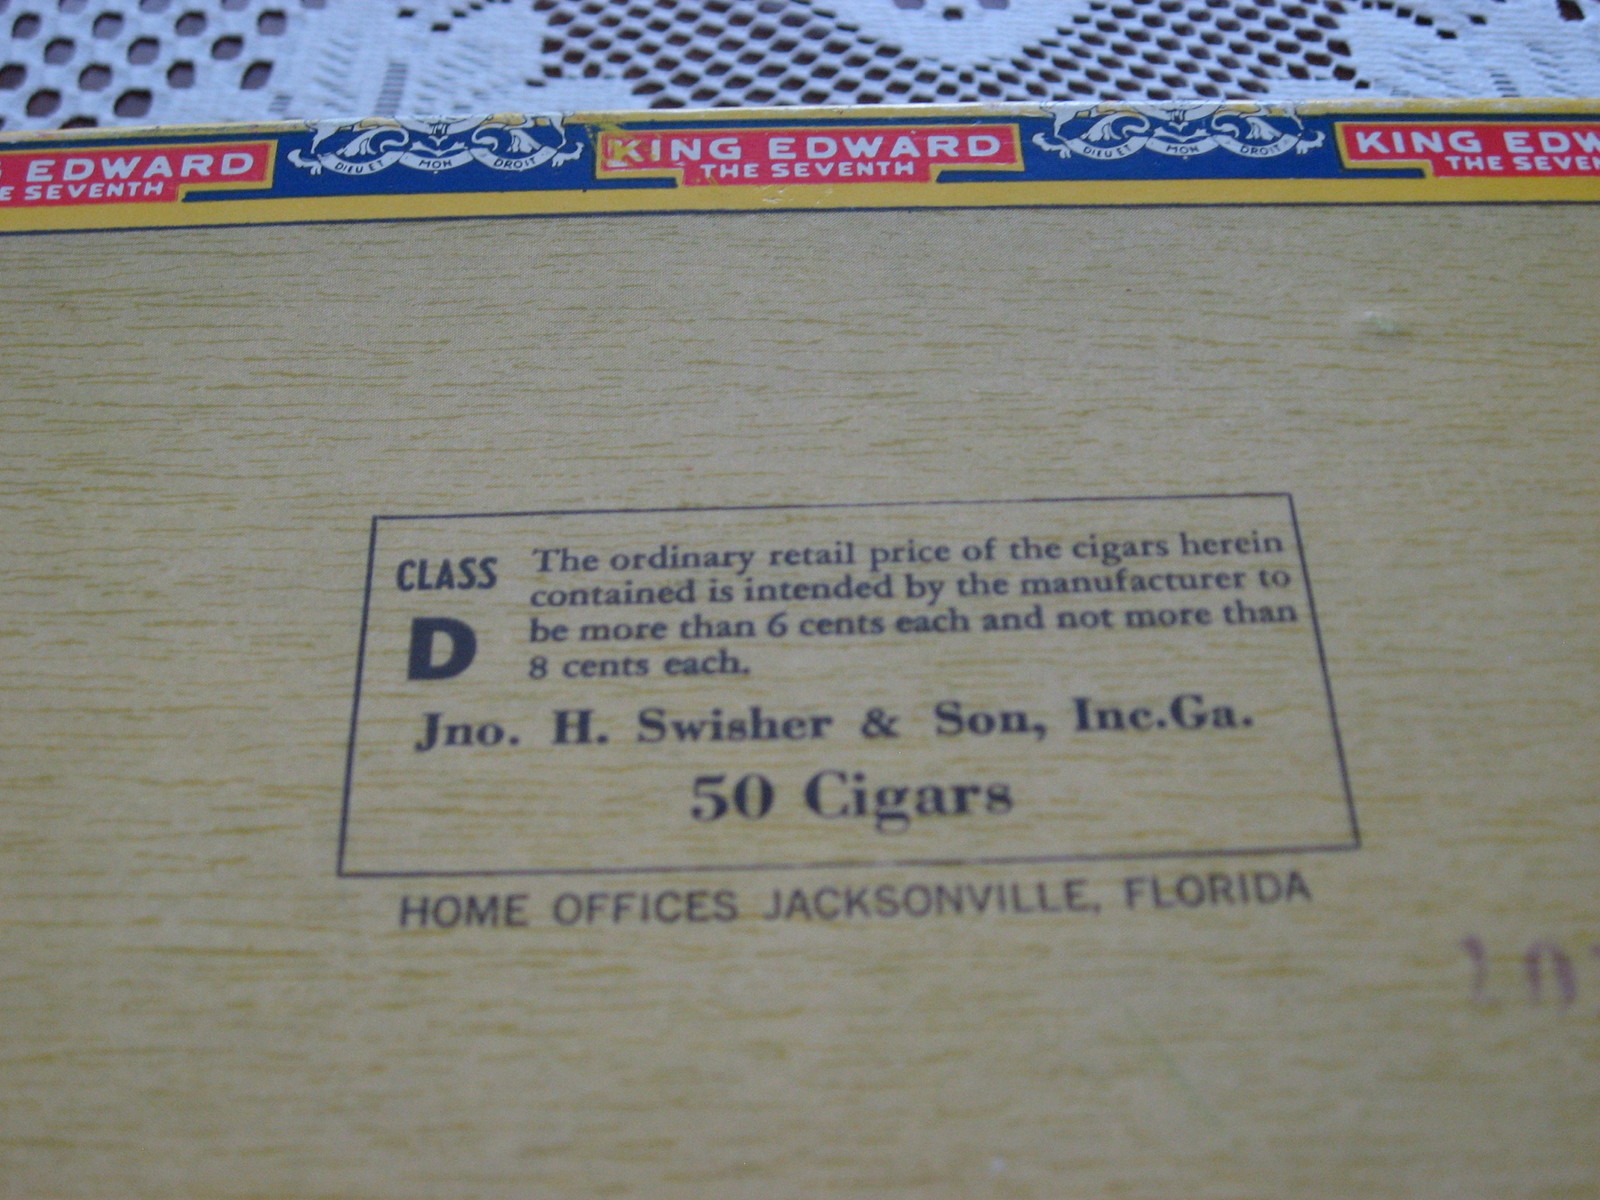 EDWARD
SEVENTH
DIEU ET MON DROIT
KING EDWARD
THE SEVENTH
DIEU ET MON DROIT
KING
THE
CLASS
D
The ordinary retail price of the cigars herein
contained is intended by the manufacturer to
be more than 6 cents each and not more than
8 cents each.
Jno. H. Swisher & Son, Inc.Ga.
50 Cigars
HOME OFFICES JACKSONVILLE, FLORIDA